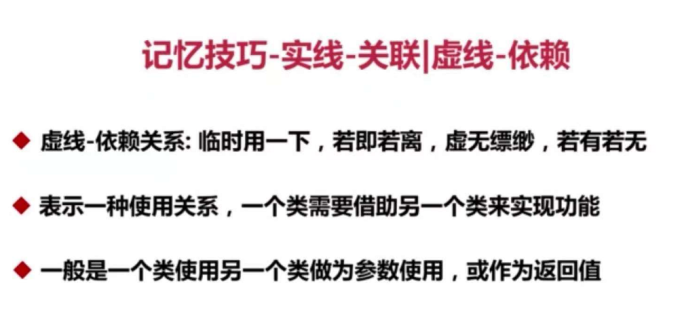 记忆技巧-实线-关联|虚线-依赖
虚线-依赖关系: 临时用一下，若即若离，虚无缥缈，若有若无
表示一种使用关系，一个类需要借助另一个类来实现功能
一般是一个类使用另一个类做为参数使用，或作为返回值